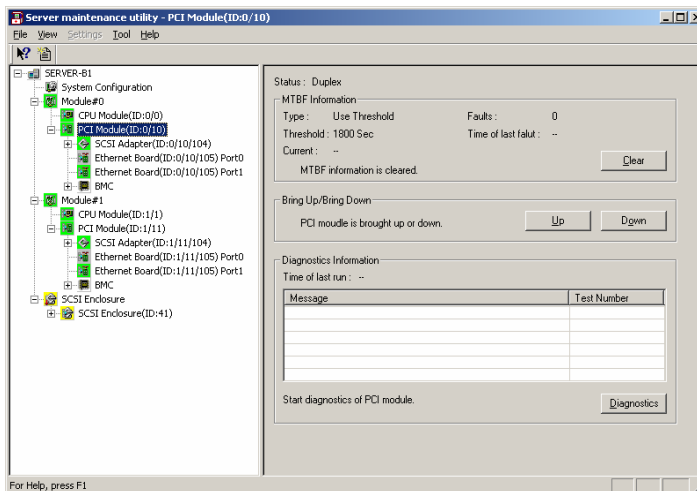 Server maintenance utility - PCI Module(ID:0/10)
File View Settings Tool Help
SERVER-B1
System Configuration
Module#0
CPU Module(ID:0/0)
PCI Module(ID:0/10)
SCSI Adapter(ID:0/10/104)
Ethernet Board(ID:0/10/105) Port0
Ethernet Board(ID:0/10/105) Port1
BMC
Module#1
CPU Module(ID:1/1)
PCI Module(ID:1/11)
SCSI Adapter(ID:1/11/104)
Ethernet Board(ID:1/11/105) Port0
Ethernet Board(ID:1/11/105) Port1
BMC
SCSI Enclosure
SCSI Enclosure(ID:41)
Status : Duplex
MTBF Information
Type : Use Threshold Faults : 0
Threshold : 1800 Sec Time of last falut : --
Current : --
MTBF information is cleared.
Clear
Bring Up/Bring Down
PCI moudle is brought up or down.
Up Down
Diagnostics Information
Time of last run : --
Message Test Number
Start diagnostics of PCI module.
Diagnostics
For Help, press F1